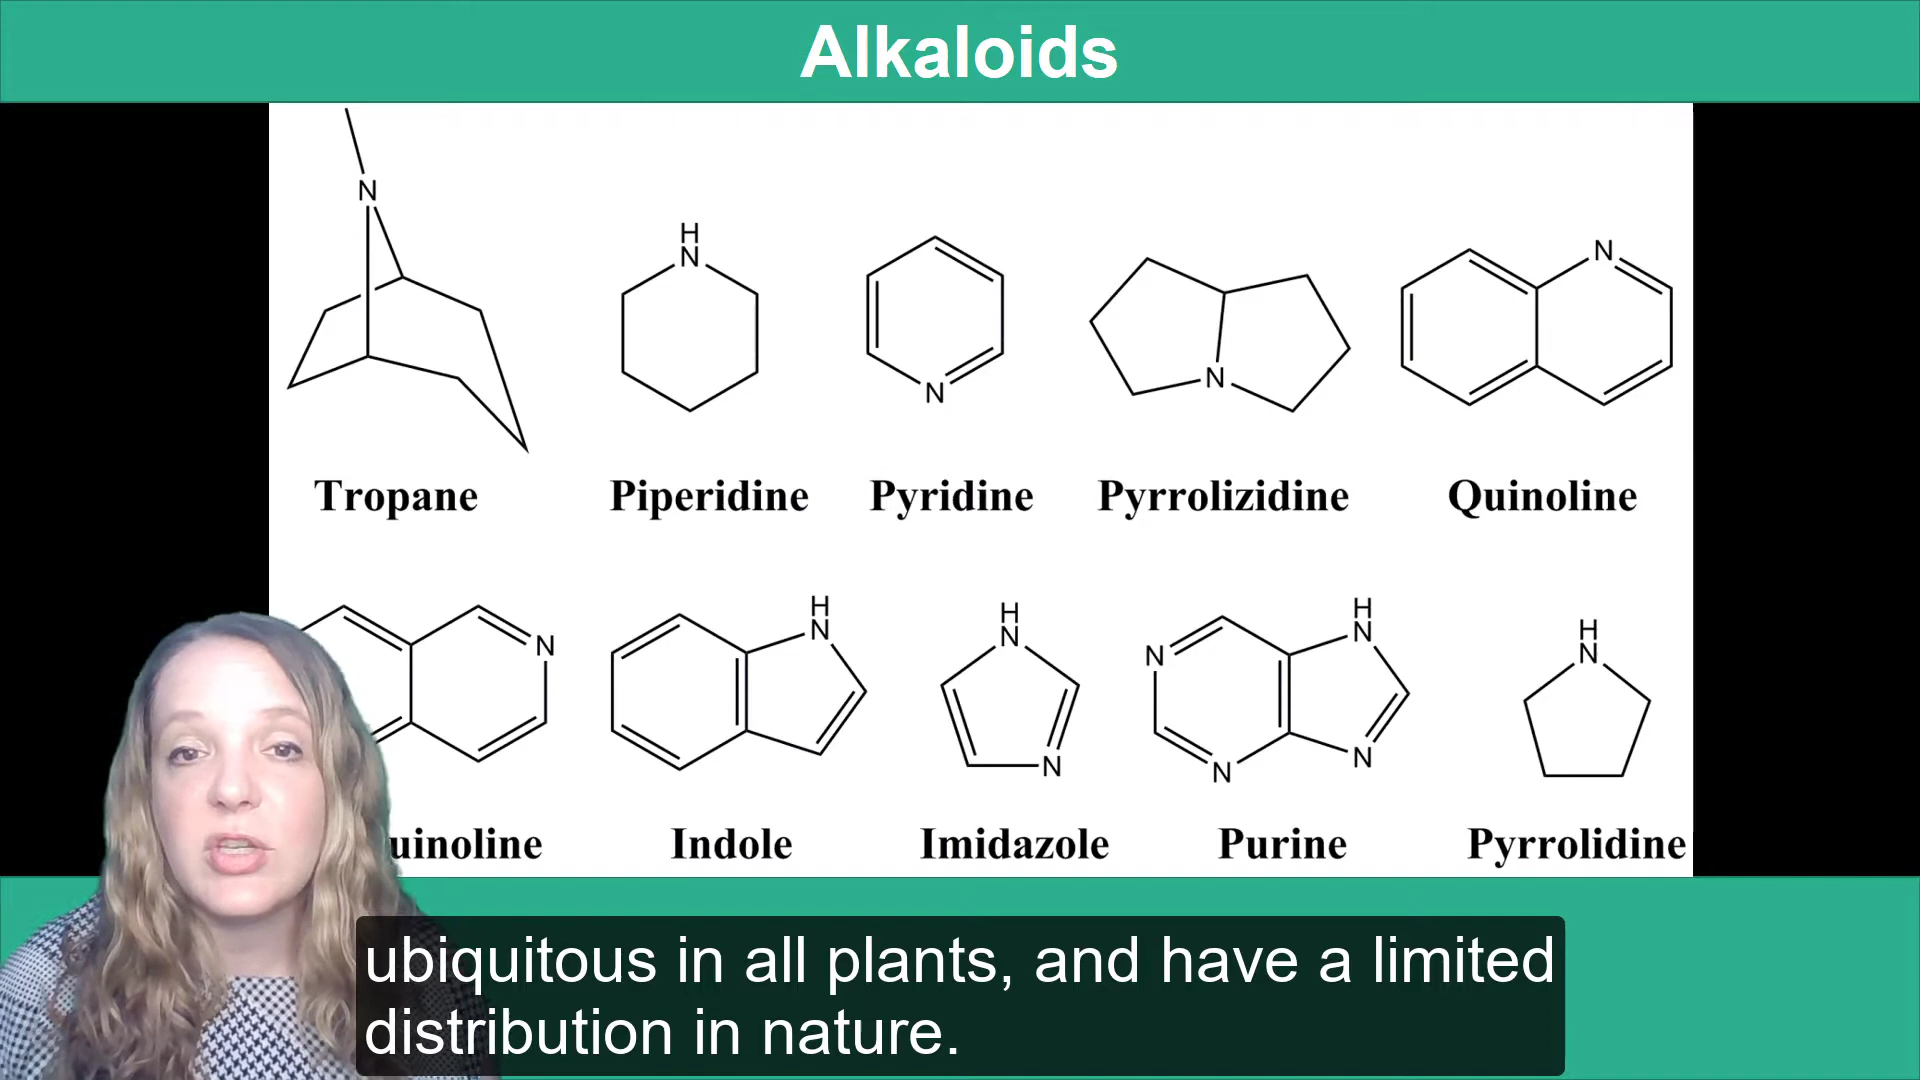 Alkaloids
N
H
N
N
N
N
Tropane Piperidine Pyridine Pyrrolizidine Quinoline
N
H
N
H
N
N
N
N
H
N
N
H
N
uinoline Indole Imidazole Purine Pyrrolidine
ubiquitous in all plants, and have a limited
distribution in nature.